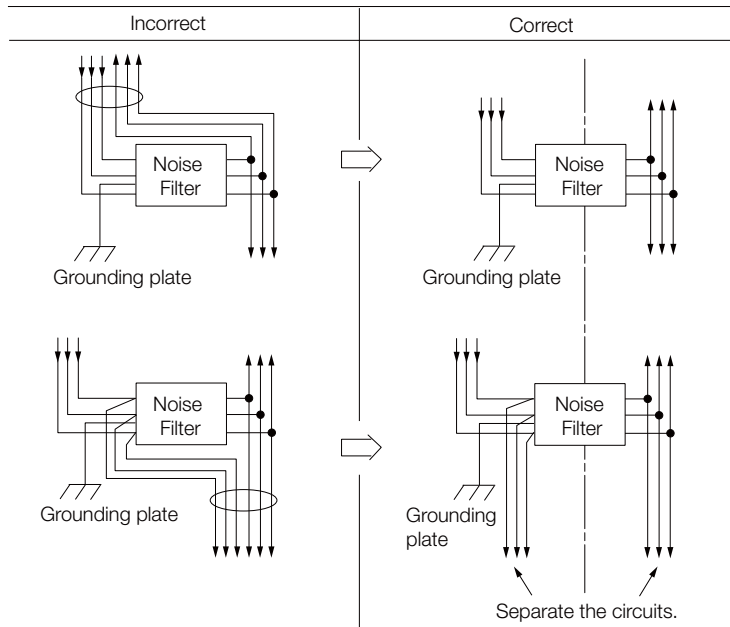 Incorrect
Correct
Noise
Filter
Grounding plate
Noise
Filter
Grounding plate
Noise
Filter
Grounding plate
Noise
Filter
Grounding
plate
Separate the circuits.